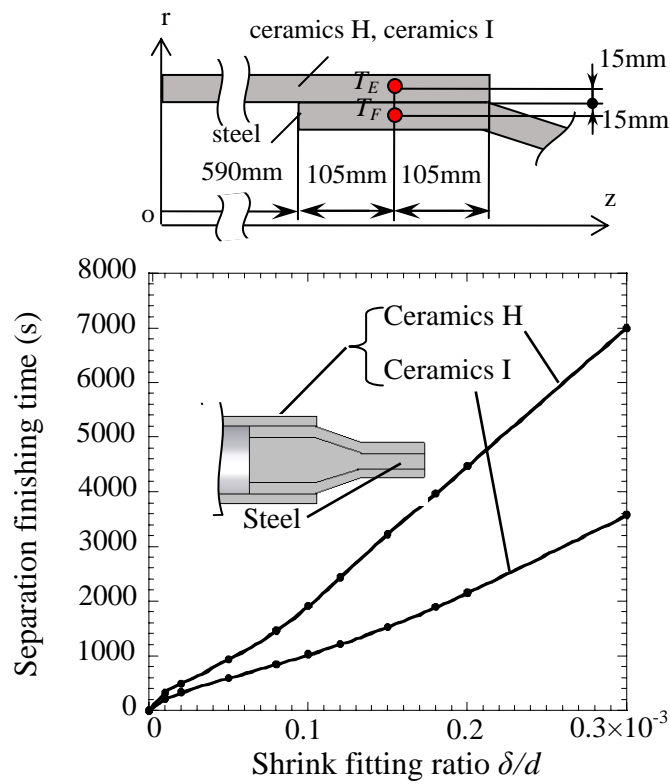 r
ceramics H, ceramics I
15mm
T_E
T_F
steel
15mm
590mm
105mm
105mm
o
z
8000
7000
6000
5000
4000
3000
2000
1000
0
Separation finishing time (s)
Ceramics H
Ceramics I
Steel
0
0.1
0.2
0.3×10⁻³
Shrink fitting ratio δ/d